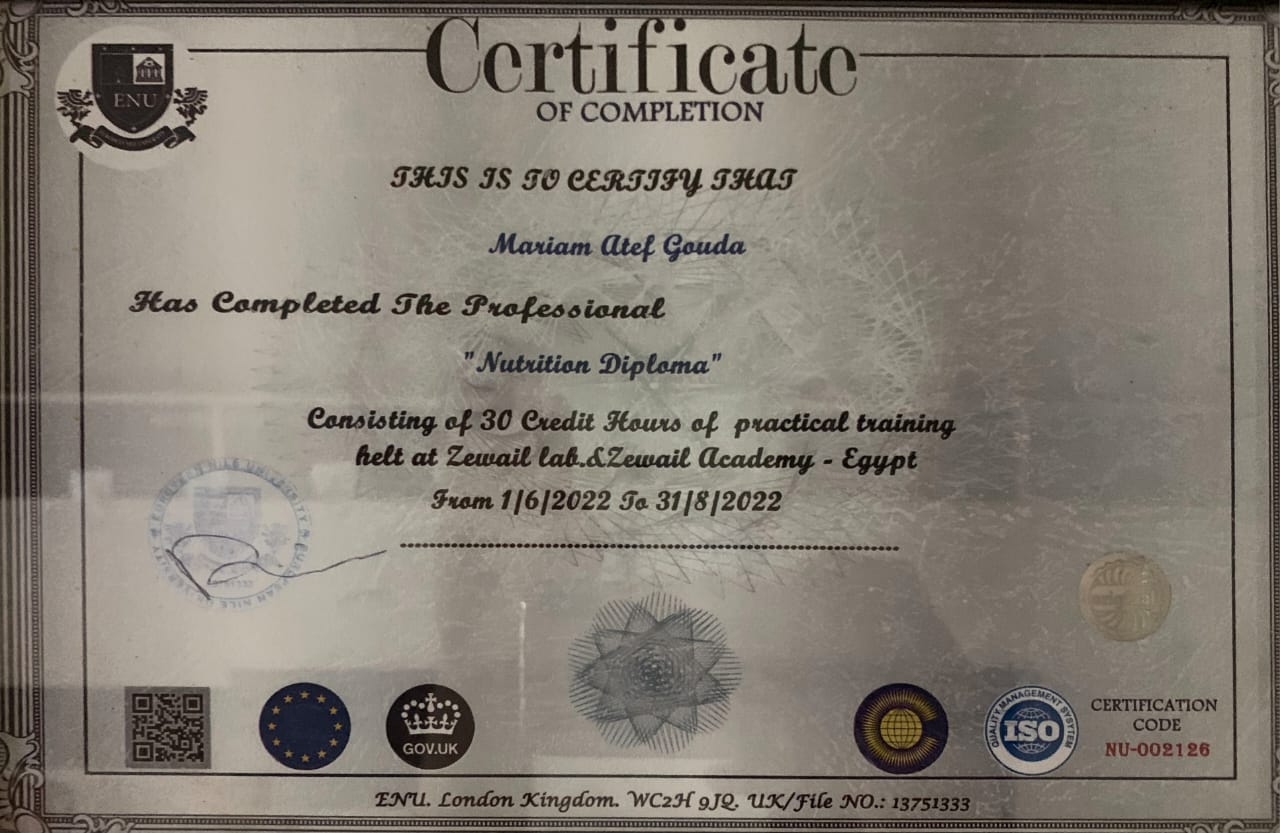 ENU
Certificate
OF COMPLETION
THIS IS TO CERTIFY THAT
Mariam Atef Gouda
Has Completed The Professional
"Nutrition Diploma"
Consisting of 30 Credit Hours of practical training
helt at Zewail lab.&Zewail Academy - Egypt
From 1/6/2022 To 31/8/2022
GOV.UK
QUALITY MANAGEMENT SYSYTEM
ISO
CERTIFICATION
CODE
NU-002126
ENU. London Kingdom. WC2H 9JQ. UK/File NO.: 13751333